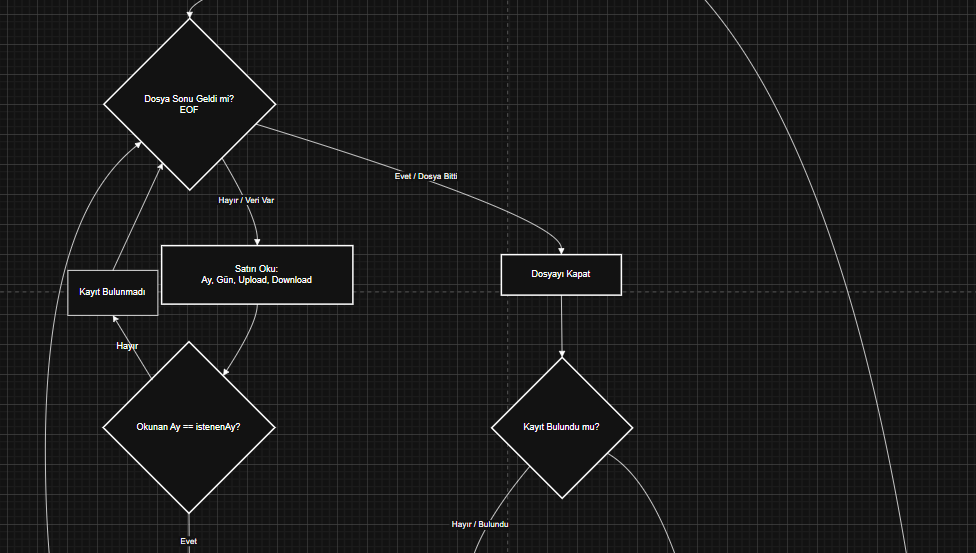 Dosya Sonu Geldi mi?
EOF
Evet / Dosya Bitti
Hayır / Veri Var
Satırı Oku:
Ay, Gün, Upload, Download
Dosyayı Kapat
Kayıt Bulunmadı
Hayır
Okunan Ay == istenenAy?
Kayıt Bulundu mu?
Hayır / Bulundu
Evet